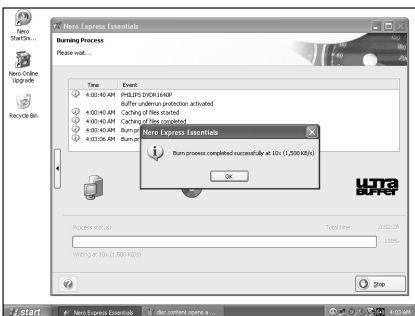 Nero StartSm...
Nero Online Upgrade
Recycle Bin
Nero Express Essentials
Burning Process
Please wait...
Time Event
4:00:40 AM PHILIPS DVDR1640P
Buffer underrun protection activated
4:00:40 AM Caching of files started
4:00:40 AM Caching of files completed
4:00:40 AM Burn pr
4:03:06 AM Burn pr
Nero Express Essentials
Burn process completed successfully at 10x (1,500 KB/s)
OK
ULTRA
BUFFER
Process status:
Total time: 0:02:28
100%
Writing at 10x (1,500 KB/s)
Stop
start
Nero Express Essentials
disc content opens a ...
4:03 AM